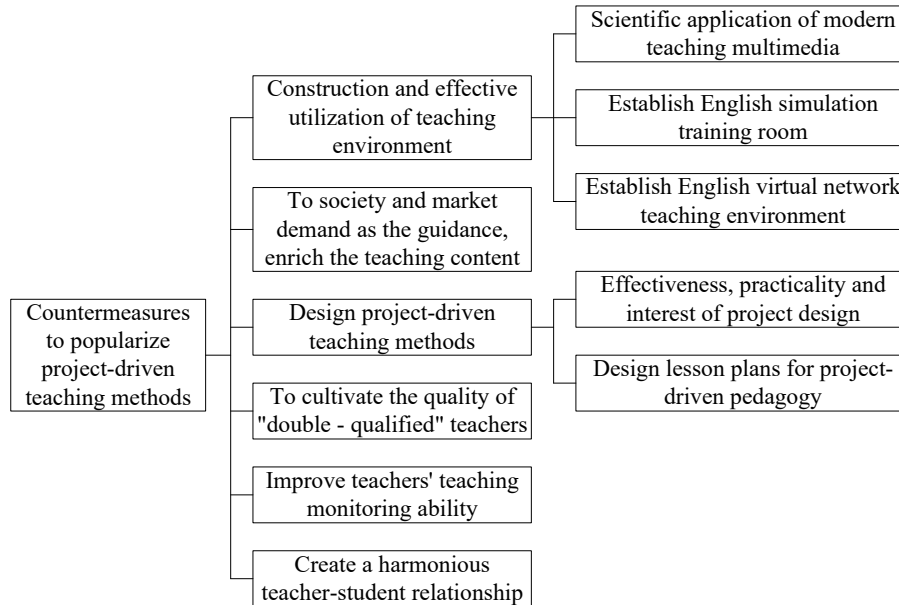 Scientific application of modern
teaching multimedia
Construction and effective
utilization of teaching
environment
Establish English simulation
training room
Establish English virtual network
teaching environment
To society and market
demand as the guidance,
enrich the teaching content
Countermeasures
to popularize
project-driven
teaching methods
Design project-driven
teaching methods
Effectiveness, practicality and
interest of project design
Design lesson plans for project-
driven pedagogy
To cultivate the quality of
"double - qualified" teachers
Improve teachers' teaching
monitoring ability
Create a harmonious
teacher-student relationship